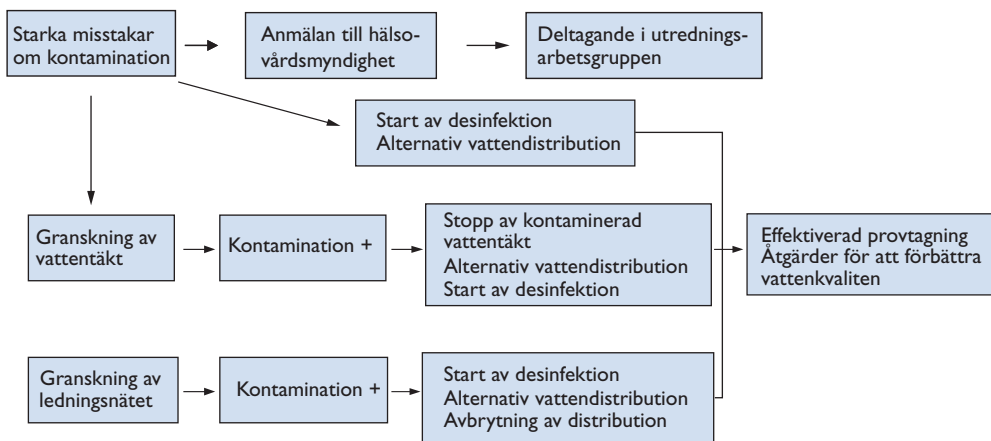 Starka misstakar
om kontamination
Anmälan till hälso-
vårdsmyndighet
Deltagande i utrednings-
arbetsgruppen
Start av desinfektion
Alternativ vattendistribution
Granskning av
vattentäkt
Kontamination +
Stopp av kontaminerad
vattentäkt
Alternativ vattendistribution
Start av desinfektion
Effektiverad provtagning
Åtgärder för att förbättra
vattenkvaliten
Granskning av
ledningsnätet
Kontamination +
Start av desinfektion
Alternativ vattendistribution
Avbrytning av distribution